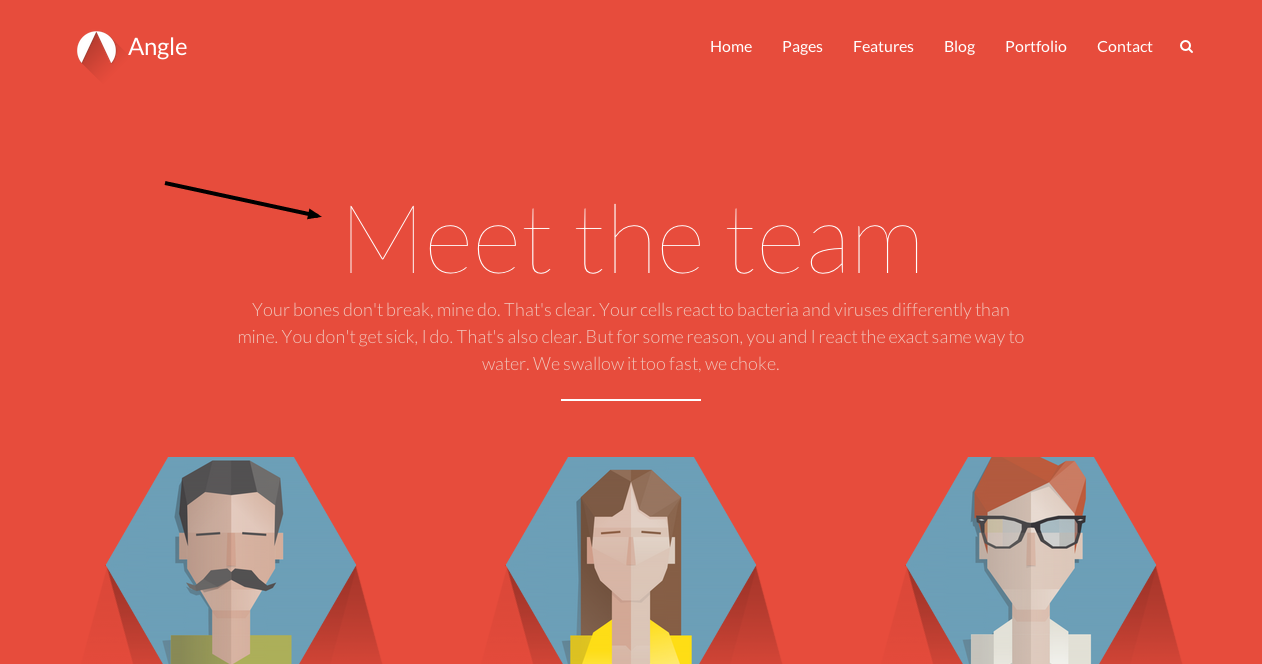 Angle
Home Pages Features Blog Portfolio Contact
Meet the team
Your bones don't break, mine do. That's clear. Your cells react to bacteria and viruses differently than
mine. You don't get sick, I do. That's also clear. But for some reason, you and I react the exact same way to
water. We swallow it too fast, we choke.